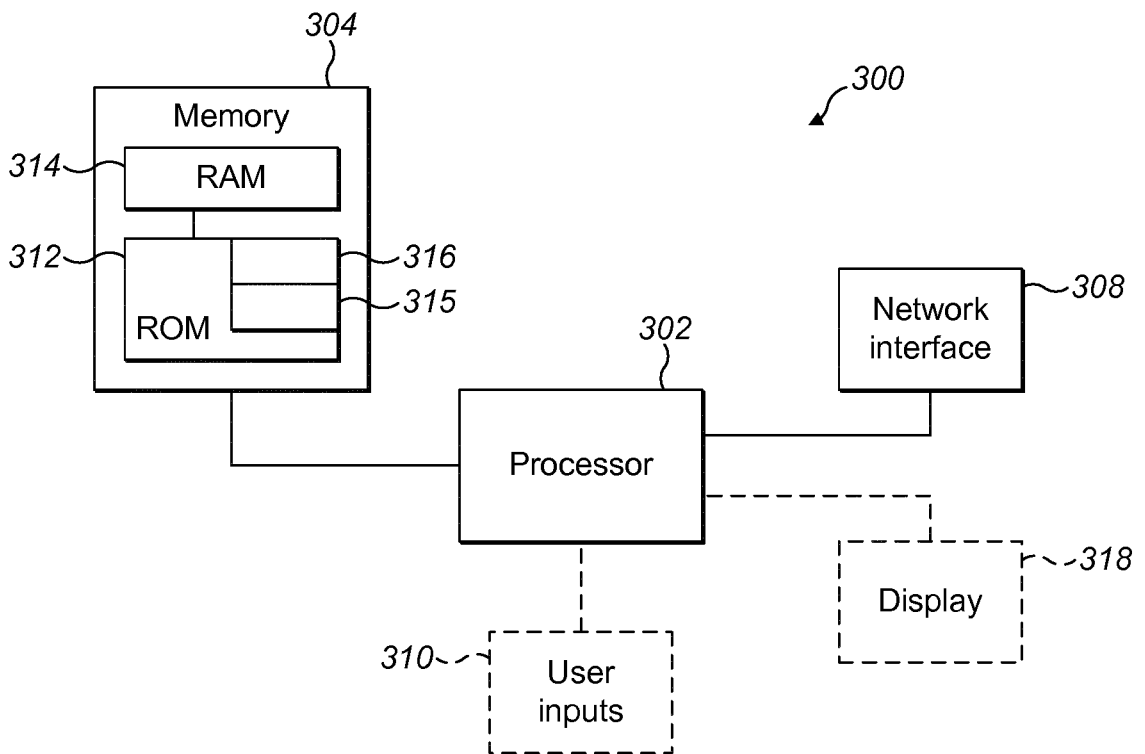 304
300
Memory
314
RAM
312
316
315
ROM
308
Network
interface
302
Processor
318
Display
310
User
inputs